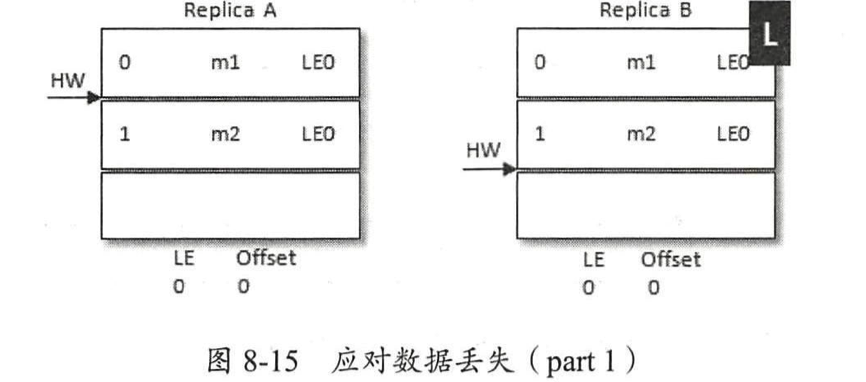 Replica A
Replica B
L
0 m1 LE0
0 m1 LE0
HW
1 m2 LE0
1 m2 LE0
HW
LE Offset
0 0
LE Offset
0 0
图 8-15 应对数据丢失（part 1）